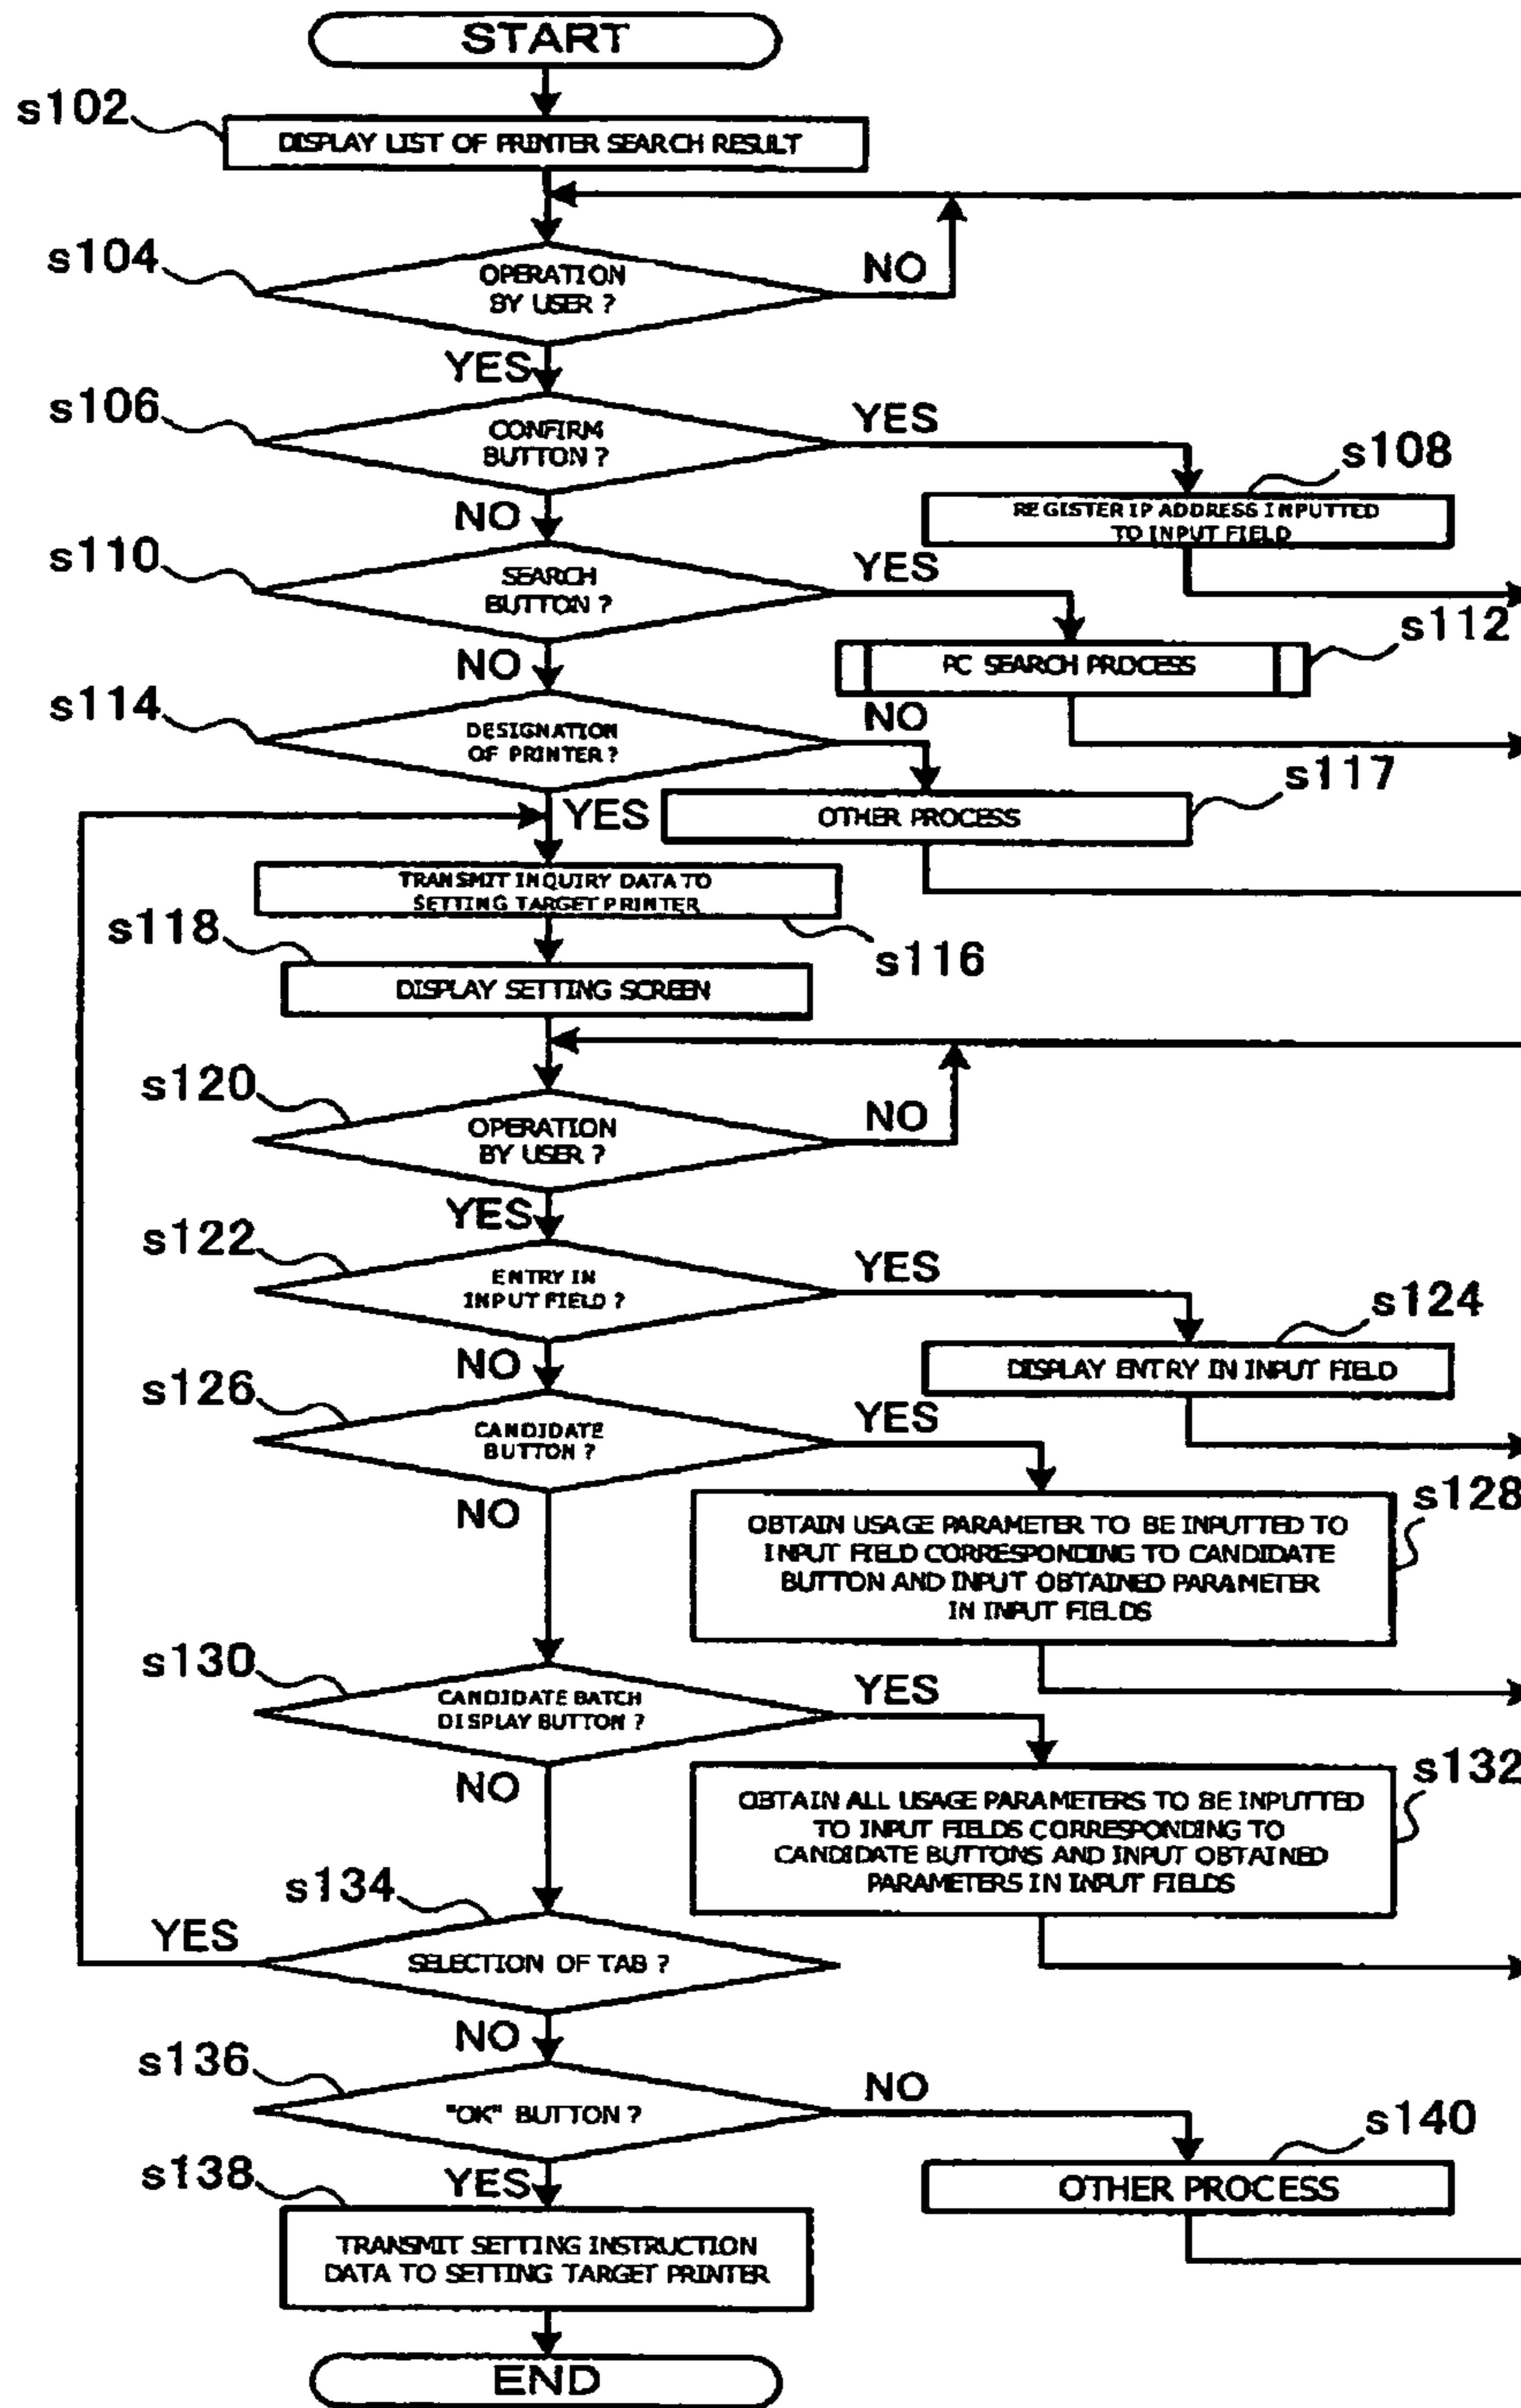 START
s102
DISPLAY LIST OF PRINTER SEARCH RESULT
s104
OPERATION
BY USER ?
NO
YES
s106
CONFIRM
BUTTON ?
YES
s108
REGISTER IP ADDRESS INPUTTED
TO INPUT FIELD
NO
s110
SEARCH
BUTTON ?
YES
s112
PC SEARCH PROCESS
NO
s114
DESIGNATION
OF PRINTER ?
NO
s117
OTHER PROCESS
YES
TRANSMIT INQUIRY DATA TO
SETTING TARGET PRINTER
s116
s118
DISPLAY SETTING SCREEN
s120
OPERATION
BY USER ?
NO
YES
s122
ENTRY IN
INPUT FIELD ?
YES
s124
DISPLAY ENTRY IN INPUT FIELD
NO
s126
CANDIDATE
BUTTON ?
YES
s128
OBTAIN USAGE PARAMETER TO BE INPUTTED TO
INPUT FIELD CORRESPONDING TO CANDIDATE
BUTTON AND INPUT OBTAINED PARAMETER
IN INPUT FIELDS
NO
s130
CANDIDATE BATCH
DISPLAY BUTTON ?
YES
s132
OBTAIN ALL USAGE PARAMETERS TO BE INPUTTED
TO INPUT FIELDS CORRESPONDING TO
CANDIDATE BUTTONS AND INPUT OBTAINED
PARAMETERS IN INPUT FIELDS
NO
s134
YES
SELECTION OF TAB ?
NO
s136
"OK" BUTTON ?
NO
s140
OTHER PROCESS
YES
s138
TRANSMIT SETTING INSTRUCTION
DATA TO SETTING TARGET PRINTER
END